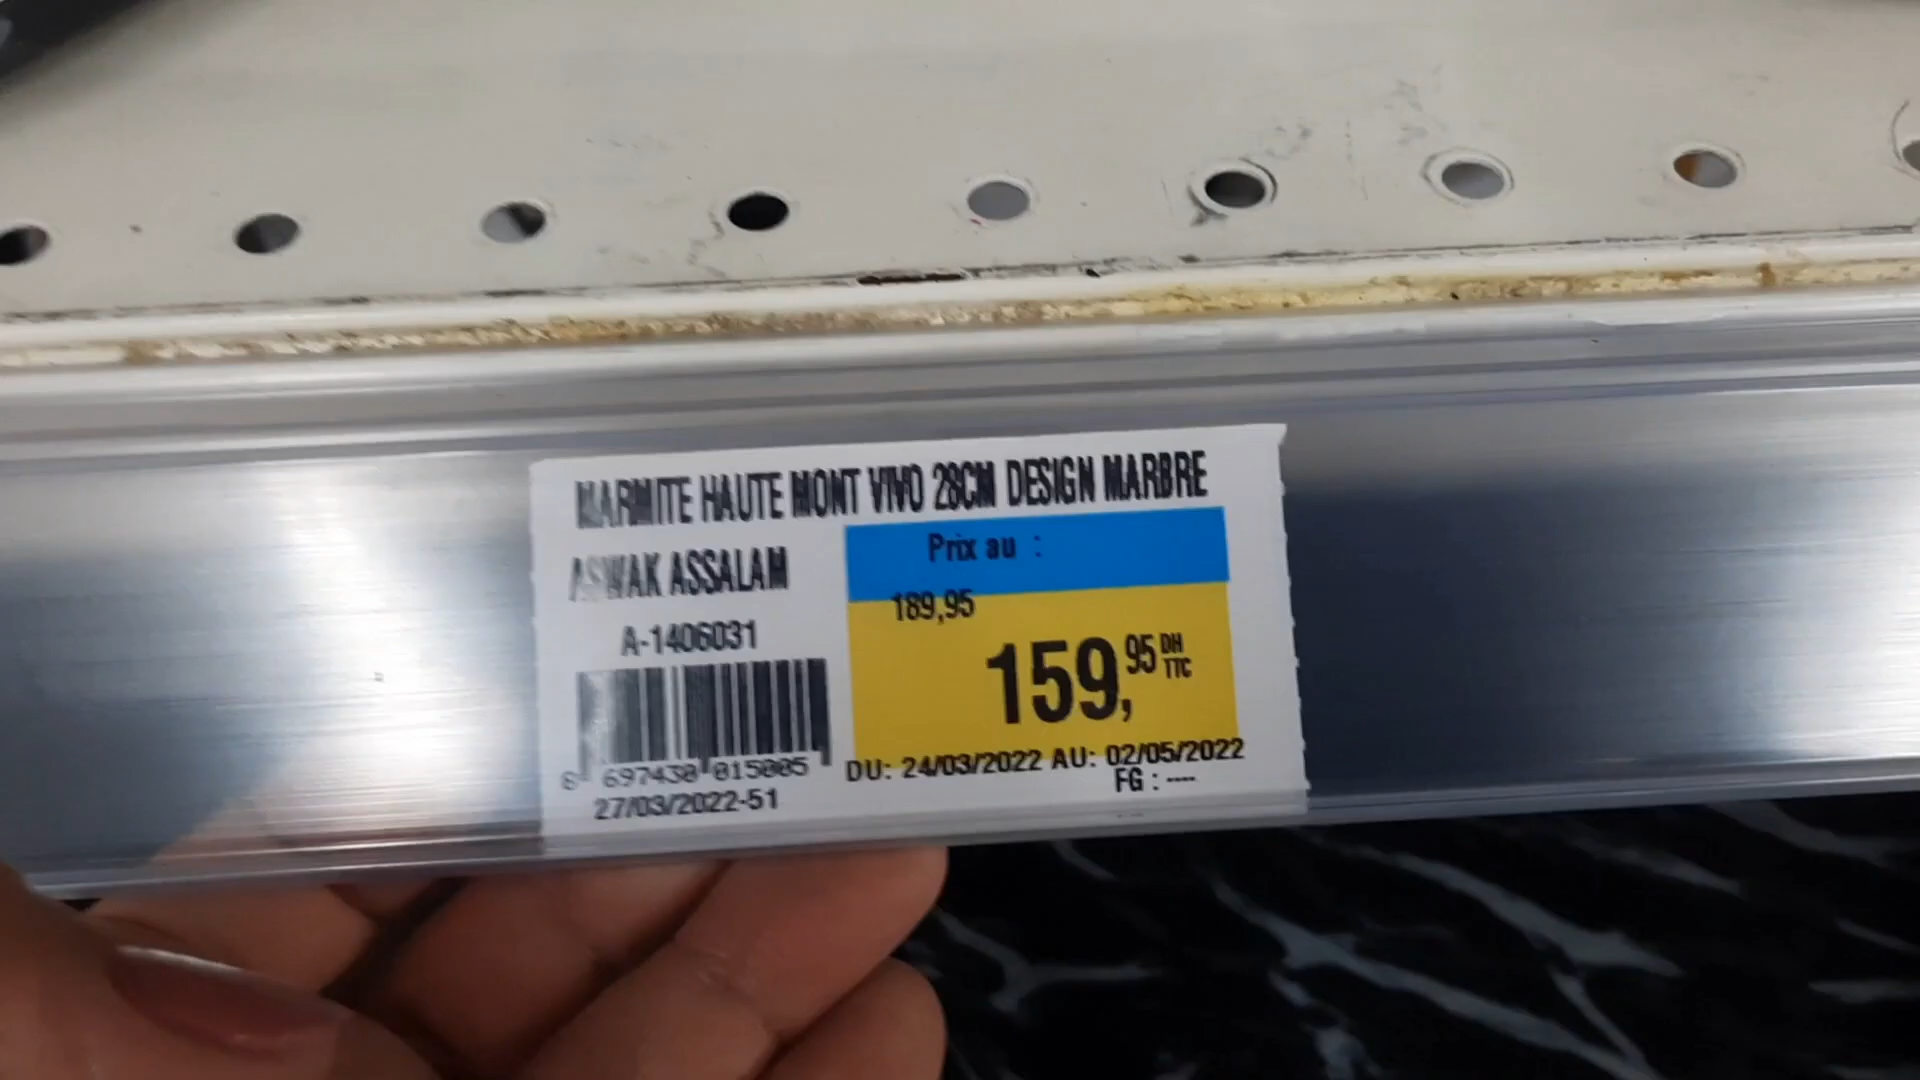 MARMITE HAUTE MONT VIVO 28CM DESIGN MARBRE
ASWAK ASSALAM
A-1406031
8 697430 015005
27/03/2022-51
Prix au :
189,95
159,95 DH TTC
DU: 24/03/2022 AU: 02/05/2022
FG : ----